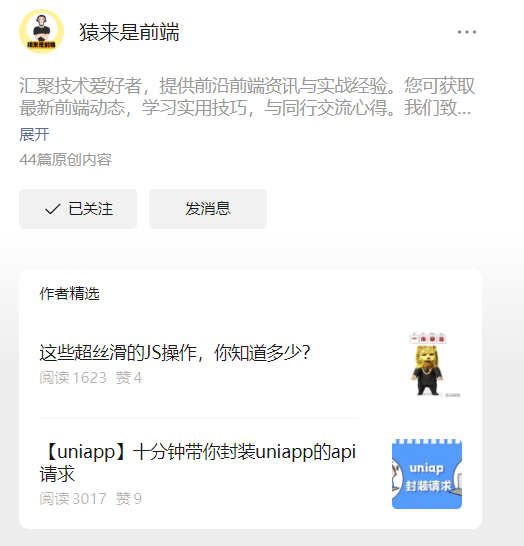 猿来是前端
猿来是前端
汇聚技术爱好者，提供前沿前端资讯与实战经验。您可获取
最新前端动态，学习实用技巧，与同行交流心得。我们致...
展开
44篇原创内容
已关注
发消息
作者精选
这些超丝滑的JS操作，你知道多少？
阅读 1623 赞 4
【uniapp】十分钟带你封装uniapp的api
请求
阅读 3017 赞 9
uniap
封装请求